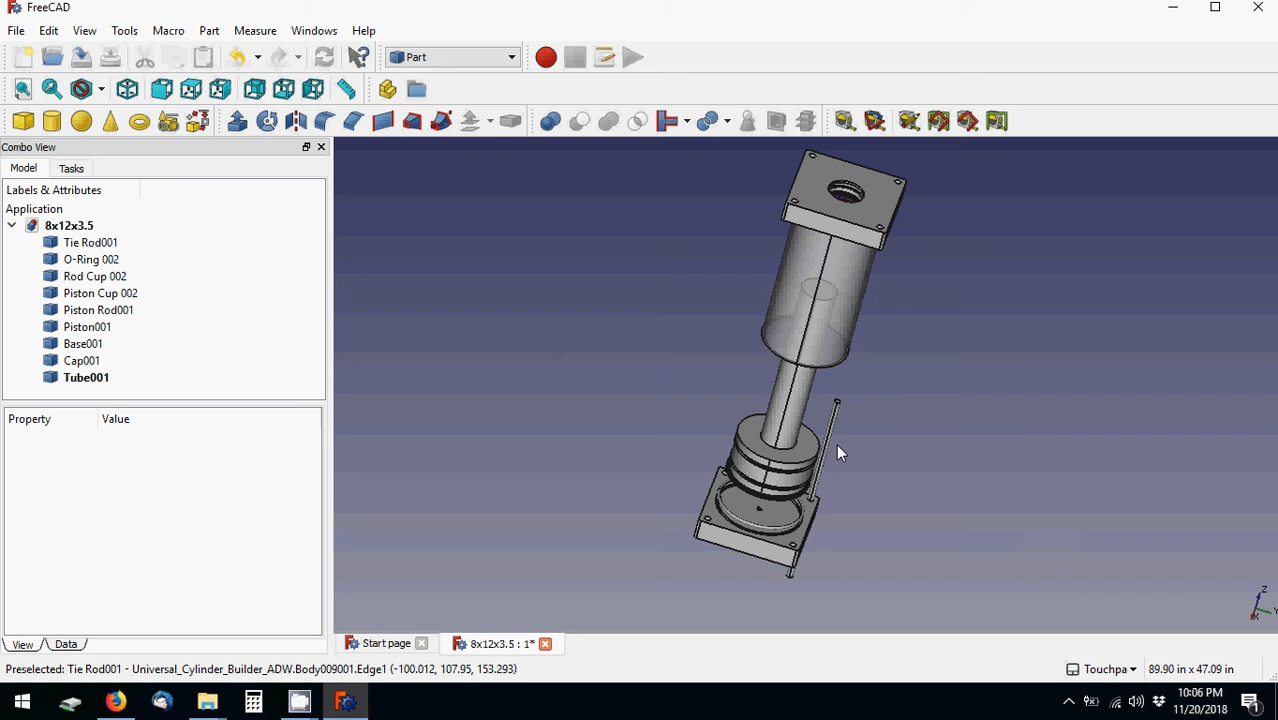 FreeCAD
File Edit View Tools Macro Part Measure Windows Help
Part
Combo View
Model Tasks
Labels & Attributes
Application
8x12x3.5
Tie Rod001
O-Ring 002
Rod Cup 002
Piston Cup 002
Piston Rod001
Piston001
Base001
Cap001
Tube001
Property Value
View Data
Start page 8x12x3.5 : 1*
Z
Y
X
Preselected: Tie Rod001 - Universal_Cylinder_Builder_ADW.Body009001.Edge1 (-100.012, 107.95, 153.293)
Touchpa 89.90 in x 47.09 in
10:06 PM
11/20/2018
1